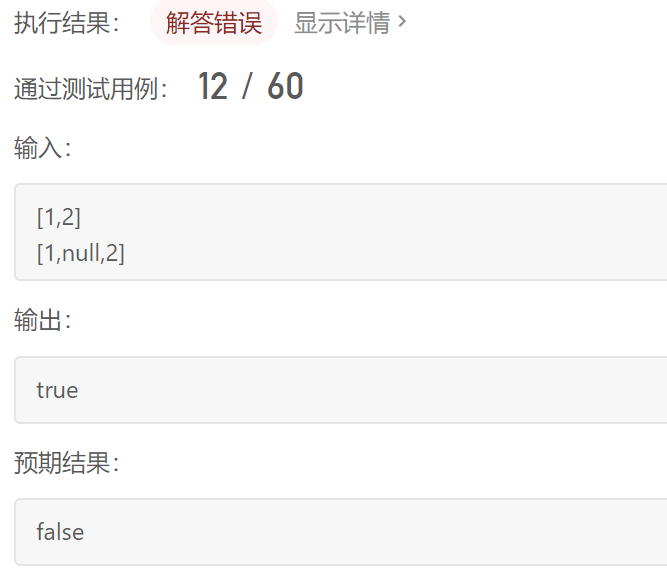 执行结果： 解答错误 显示详情 ›
通过测试用例： 12 / 60
输入：
[1,2]
[1,null,2]
输出：
true
预期结果：
false